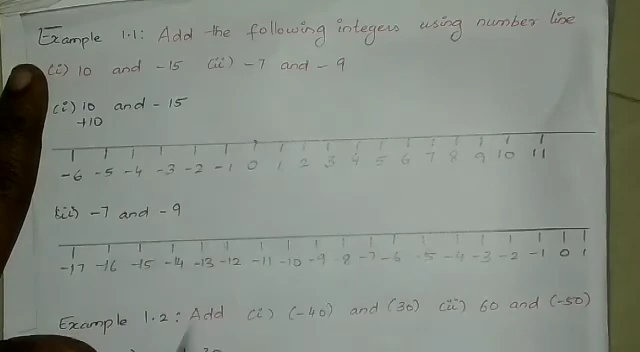 Example 1.1: Add the following integers using number line
(i) 10 and -15 (ii) -7 and -9
(i) 10 and -15
+10
-6 -5 -4 -3 -2 -1 0 1 2 3 4 5 6 7 8 9 10 11
(ii) -7 and -9
-17 -16 -15 -14 -13 -12 -11 -10 -9 -8 -7 -6 -5 -4 -3 -2 -1 0 1
Example 1.2: Add (i) (-40) and (30) (ii) 60 and (-50)